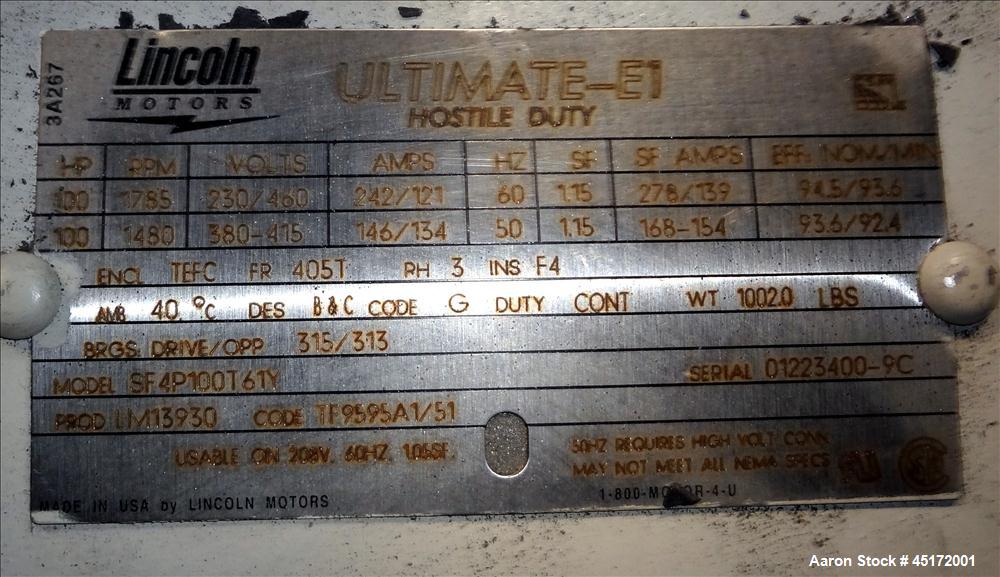 3A267
Lincoln
MOTORS
ULTIMATE-E1
HOSTILE DUTY
HP RPM VOLTS AMPS HZ SF SF AMPS EFF. NOM/MIN
100 1785 230/460 242/121 60 1.15 278/139 94.5/93.6
100 1480 380-415 146/134 50 1.15 168-154 93.6/92.4
ENCL TEFC FR 405T PH 3 INS F4
AMB 40 °C DES B & C CODE G DUTY CONT WT 1002.0 LBS
BRGS DRIVE/OPP 315/313
MODEL SF4P100T61Y SERIAL 01223400-9C
PROD LM13930 CODE TF9595A1/51
USABLE ON 208V, 60HZ, 1.05SF.
50HZ REQUIRES HIGH VOLT CONN
MAY NOT MEET ALL NEMA SPECS
MADE IN USA by LINCOLN MOTORS
1-800-MOTOR-4-U
Aaron Stock # 45172001